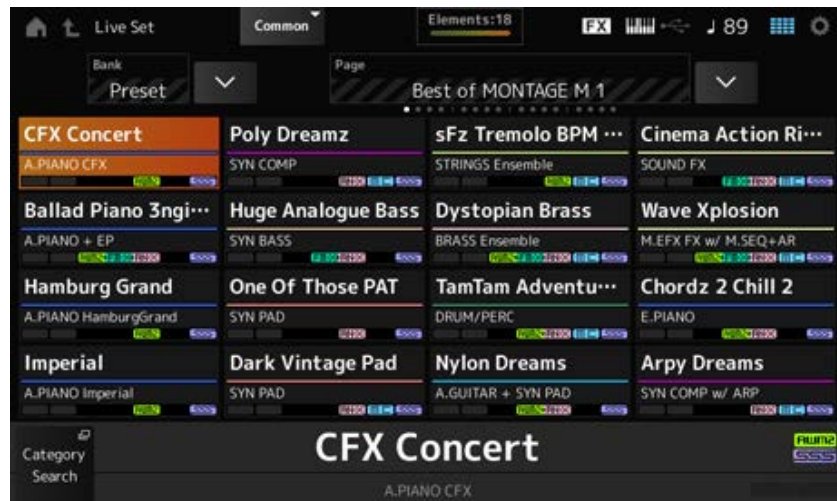 Live Set
Common
Elements:18
FX
♩ 89
Bank
Preset
Page
Best of MONTAGE M 1
CFX Concert
A.PIANO CFX
AWM2 SSS
Poly Dreamz
SYN COMP
sFz Tremolo BPM ···
STRINGS Ensemble
Cinema Action Ri···
SOUND FX
Ballad Piano 3ngi···
A.PIANO + EP
Huge Analogue Bass
SYN BASS
Dystopian Brass
BRASS Ensemble
Wave Xplosion
M.EFX FX w/ M.SEQ+AR
Hamburg Grand
A.PIANO HamburgGrand
One Of Those PAT
SYN PAD
TamTam Adventu···
DRUM/PERC
Chordz 2 Chill 2
E.PIANO
Imperial
A.PIANO Imperial
Dark Vintage Pad
SYN PAD
Nylon Dreams
A.GUITAR + SYN PAD
Arpy Dreams
SYN COMP w/ ARP
Category
Search
CFX Concert
A.PIANO CFX
AWM2
SSS